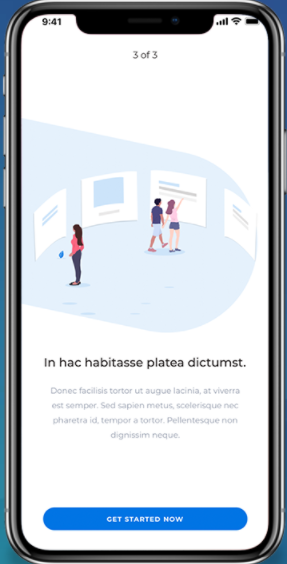 9:41
3 of 3
In hac habitasse platea dictumst.
Donec facilisis tortor ut augue lacinia, at viverra
est semper. Sed sapien metus, scelerisque nec
pharetra id, tempor a tortor. Pellentesque non
dignissim neque.
GET STARTED NOW